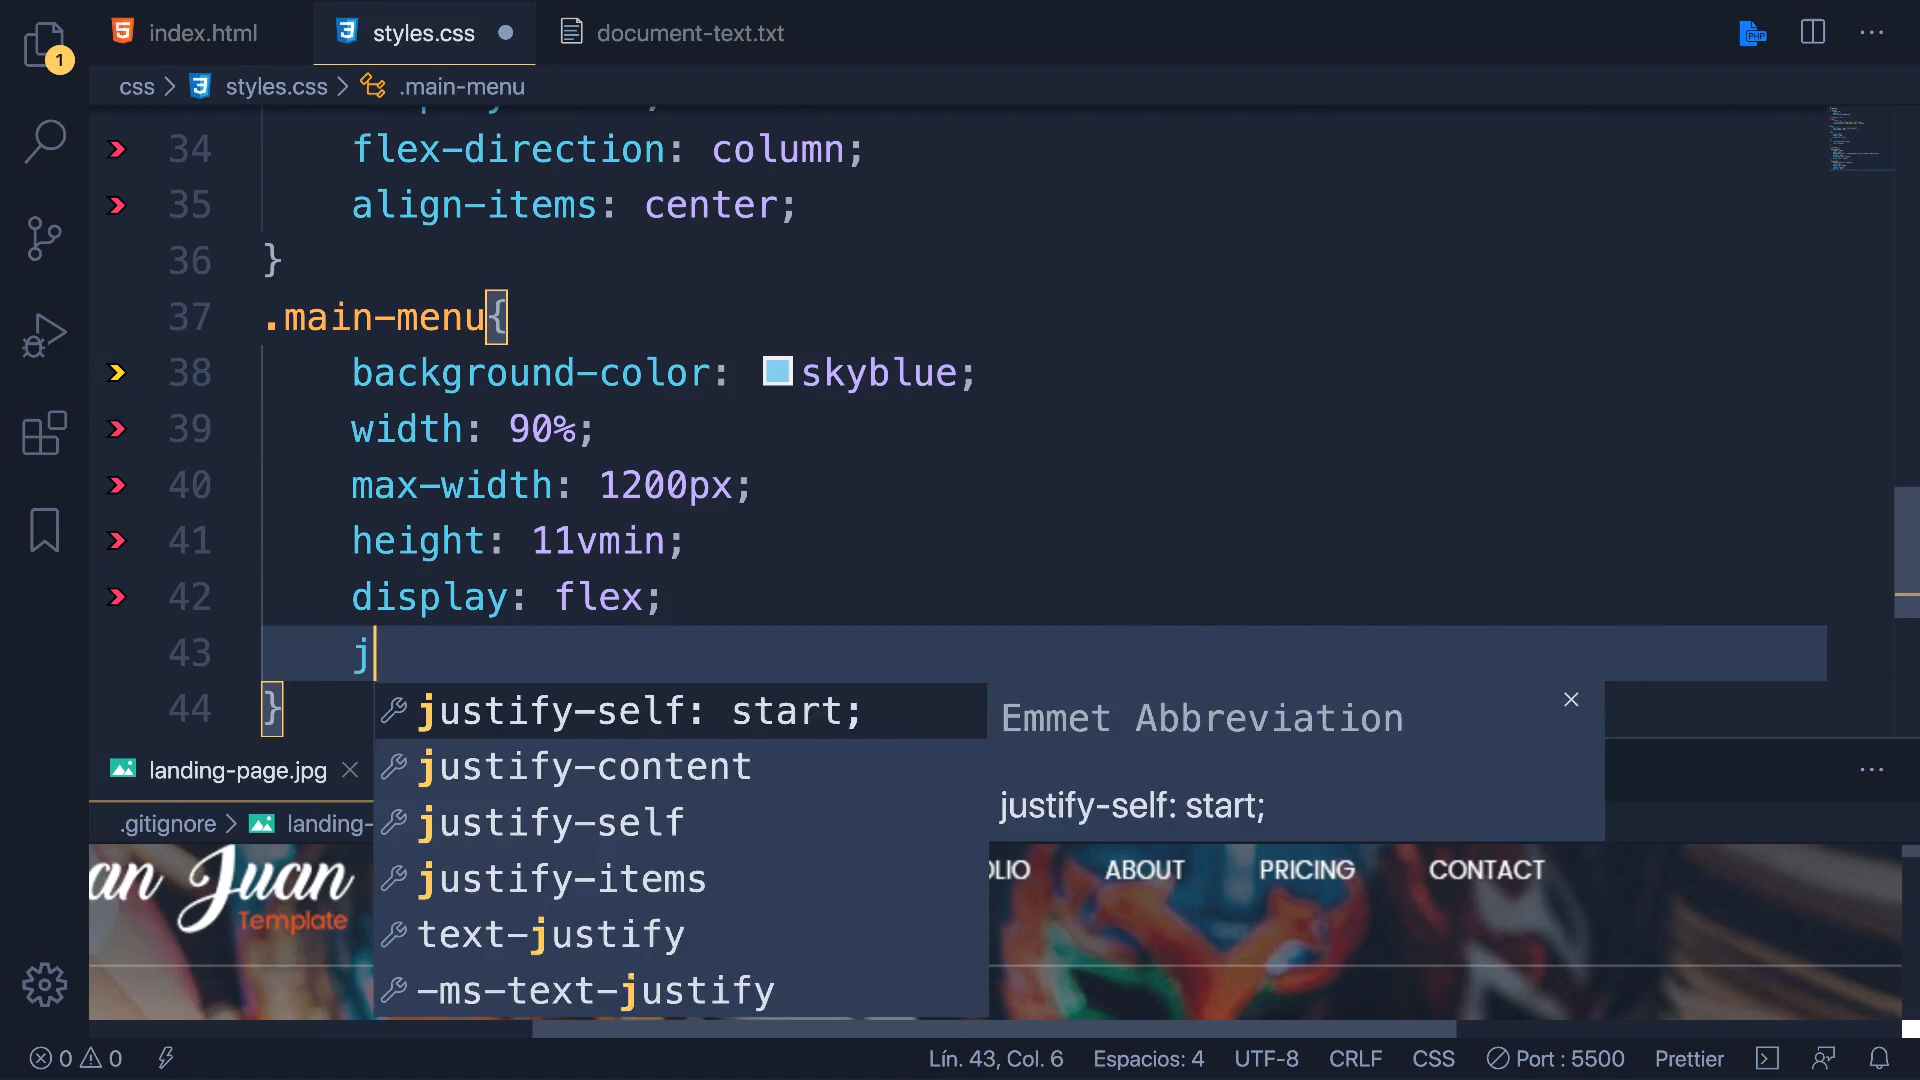 1
index.html
styles.css
document-text.txt
PHP
css > styles.css > .main-menu
34 flex-direction: column;
35 align-items: center;
36 }
37 .main-menu{
38 background-color: skyblue;
39 width: 90%;
40 max-width: 1200px;
41 height: 11vmin;
42 display: flex;
43 j
44 }
justify-self: start;
justify-content
justify-self
justify-items
text-justify
-ms-text-justify
Emmet Abbreviation
justify-self: start;
landing-page.jpg
.gitignore > landing-
an Juan
Template
OLIO ABOUT PRICING CONTACT
0 0 Lín. 43, Col. 6 Espacios: 4 UTF-8 CRLF CSS Port : 5500 Prettier